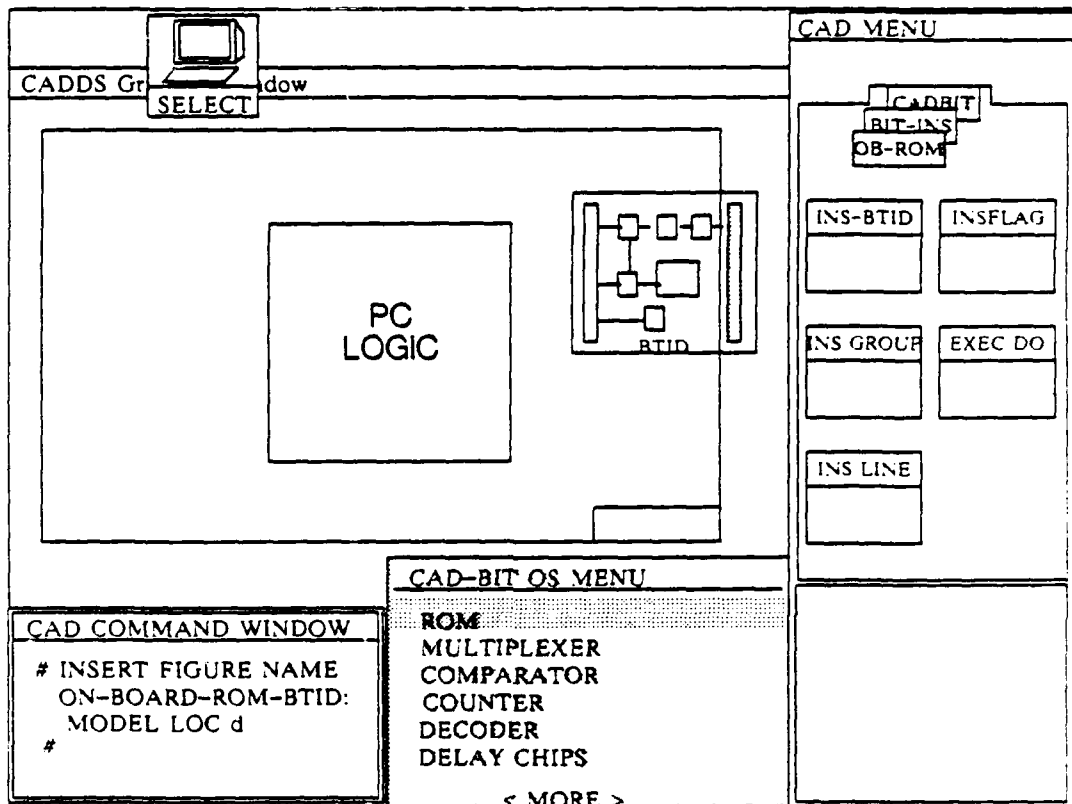 CAD MENU
CADDS Gr dow
SELECT
CADBIT
BIT-INS
OB-ROM
INS-BTID INSFLAG
PC
LOGIC
BTID
INS GROUP EXEC DO
INS LINE
CAD-BIT OS MENU
ROM
MULTIPLEXER
COMPARATOR
COUNTER
DECODER
DELAY CHIPS
< MORE >
CAD COMMAND WINDOW
# INSERT FIGURE NAME
ON-BOARD-ROM-BTID:
MODEL LOC d
#